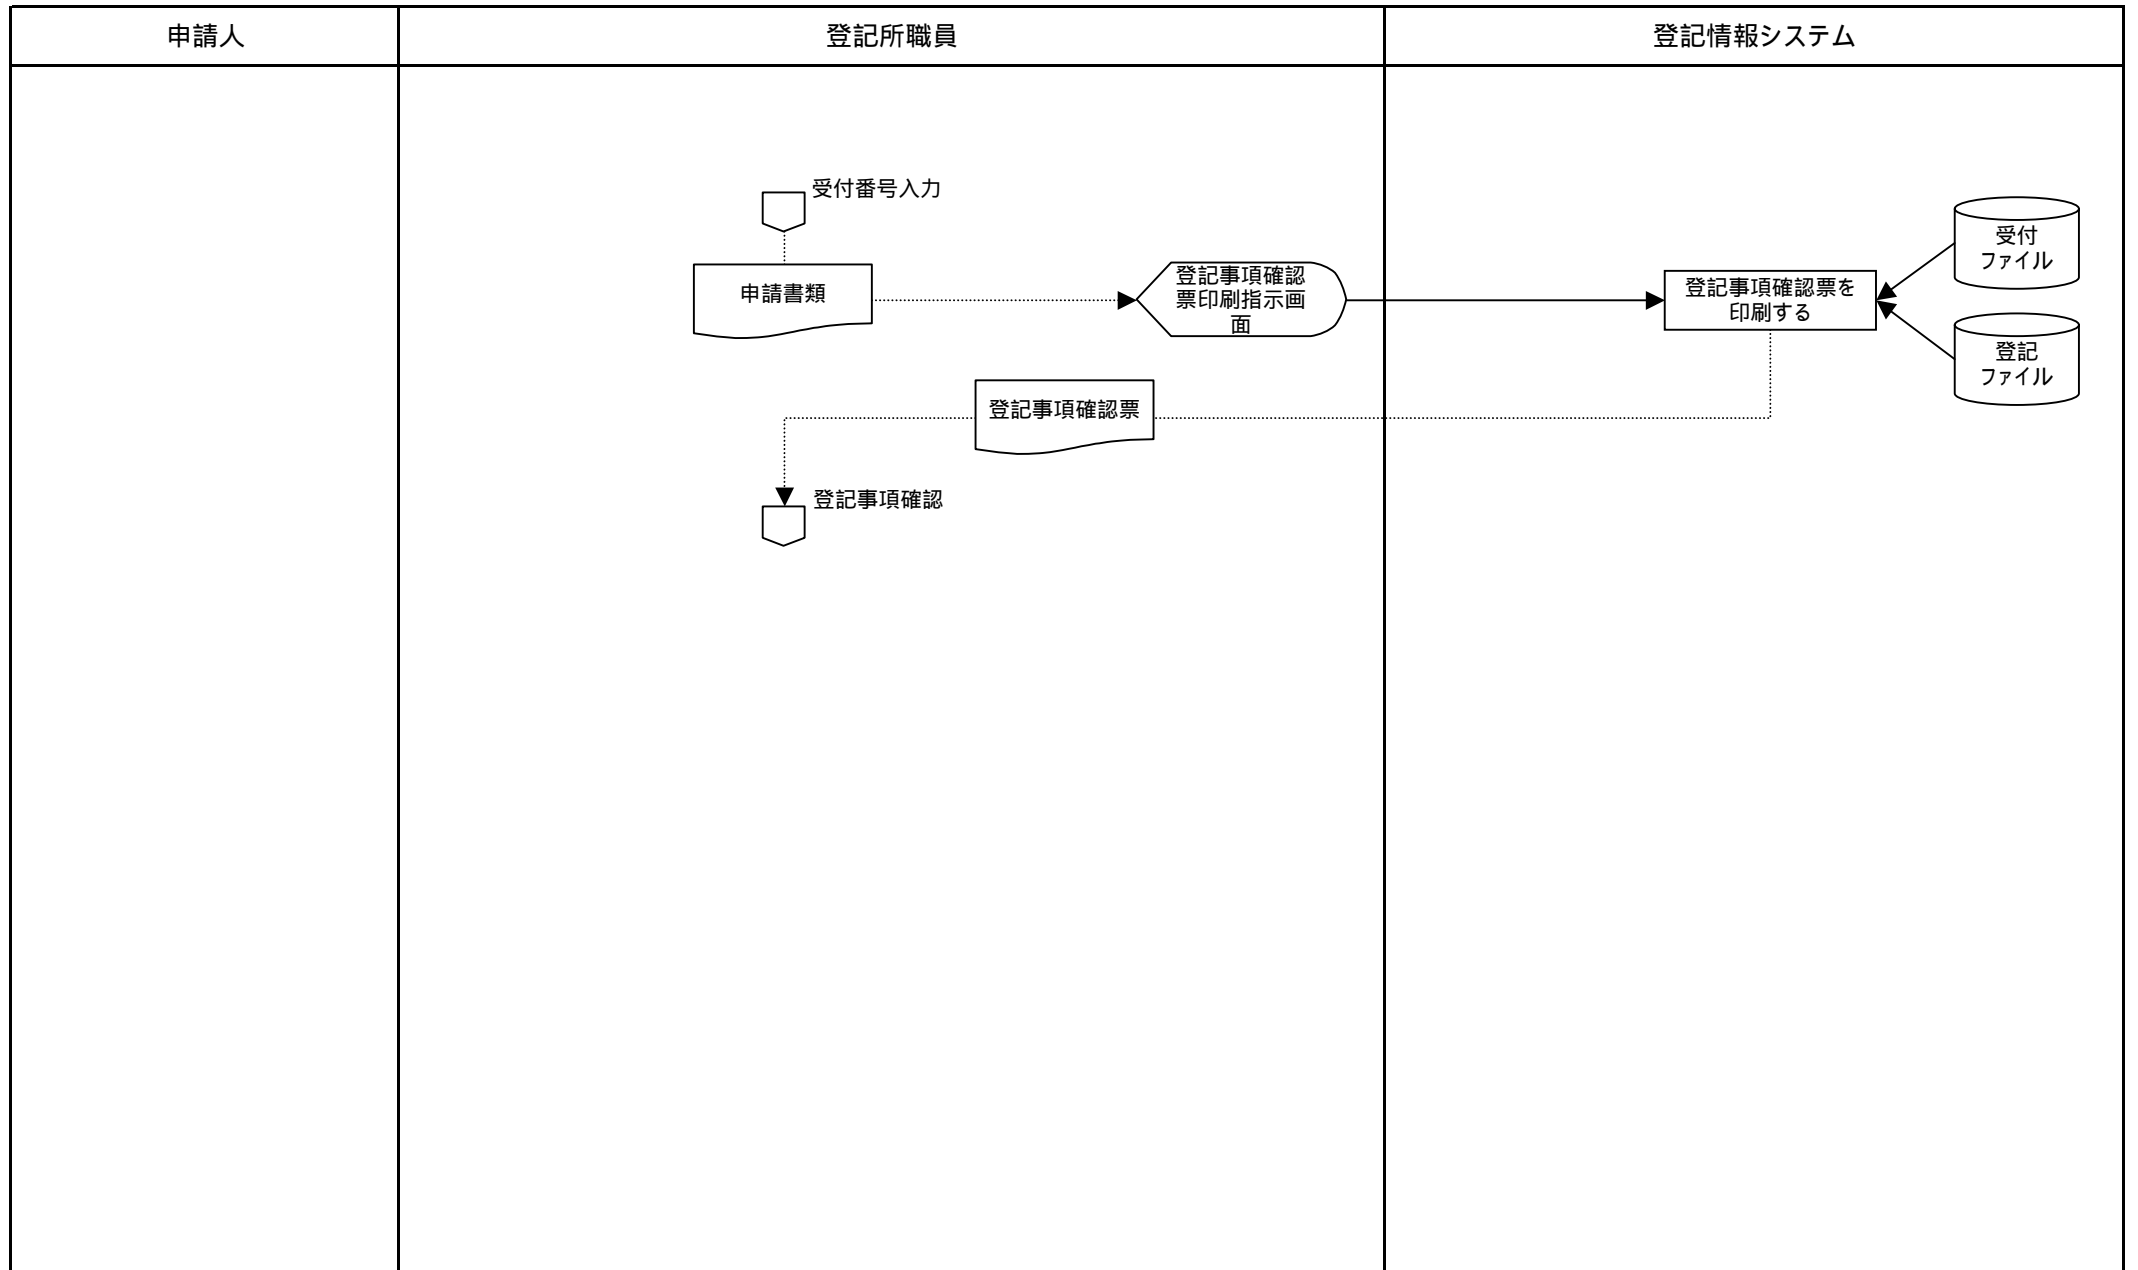 申請人
登記所職員
登記情報システム
受付番号入力
申請書類
登記事項確認
票印刷指示画
面
登記事項確認票を
印刷する
受付
ファイル
登記
ファイル
登記事項確認票
登記事項確認